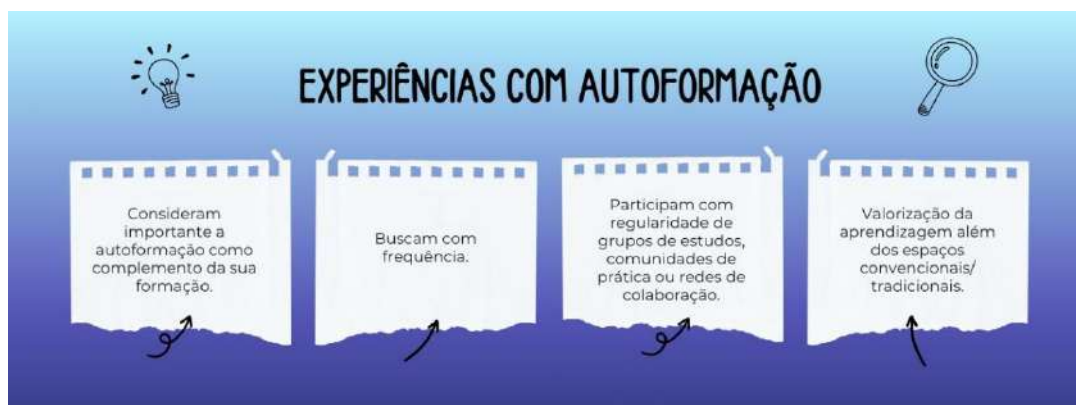 EXPERIÊNCIAS COM AUTOFORMAÇÃO
Consideram
importante a
autoformação como
complemento da sua
formação.
Buscam com
frequência.
Participam com
regularidade de
grupos de estudos,
comunidades de
prática ou redes de
colaboração.
Valorização da
aprendizagem além
dos espaços
convencionais/
tradicionais.